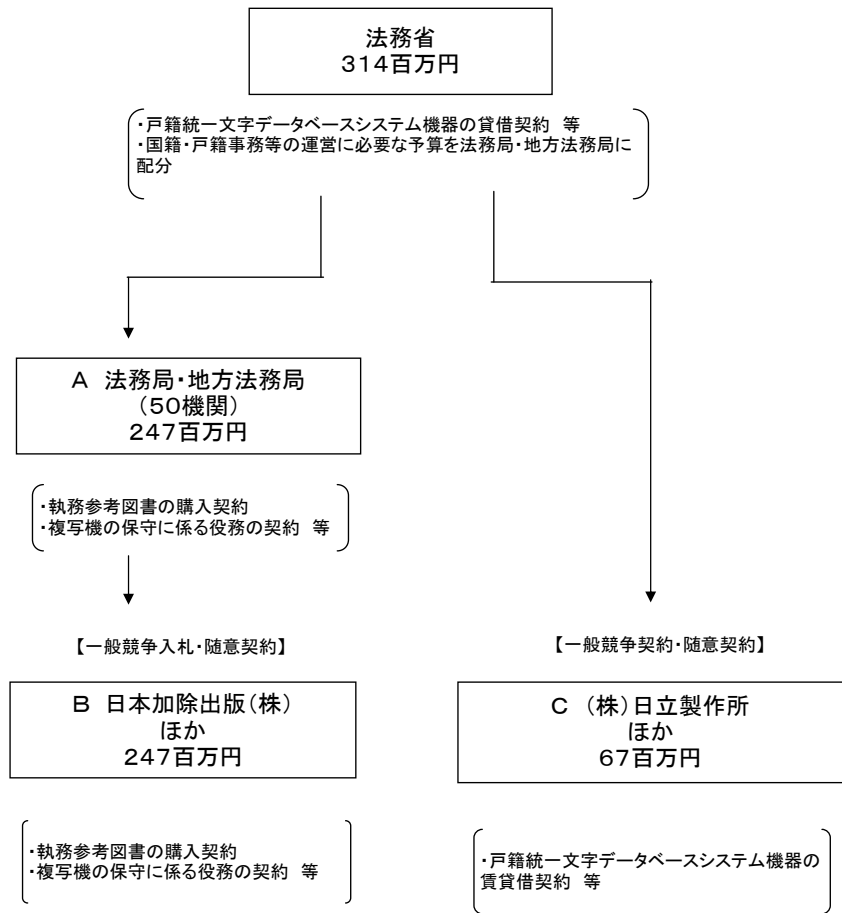 法務省
314百万円
・戸籍統一文字データベースシステム機器の貸借契約 等
・国籍・戸籍事務等の運営に必要な予算を法務局・地方法務局に
配分
A 法務局・地方法務局
(50機関)
247百万円
・執務参考図書の購入契約
・複写機の保守に係る役務の契約 等
【一般競争入札・随意契約】
【一般競争契約・随意契約】
B 日本加除出版(株)
ほか
247百万円
C (株)日立製作所
ほか
67百万円
・執務参考図書の購入契約
・複写機の保守に係る役務の契約 等
・戸籍統一文字データベースシステム機器の
賃貸借契約 等